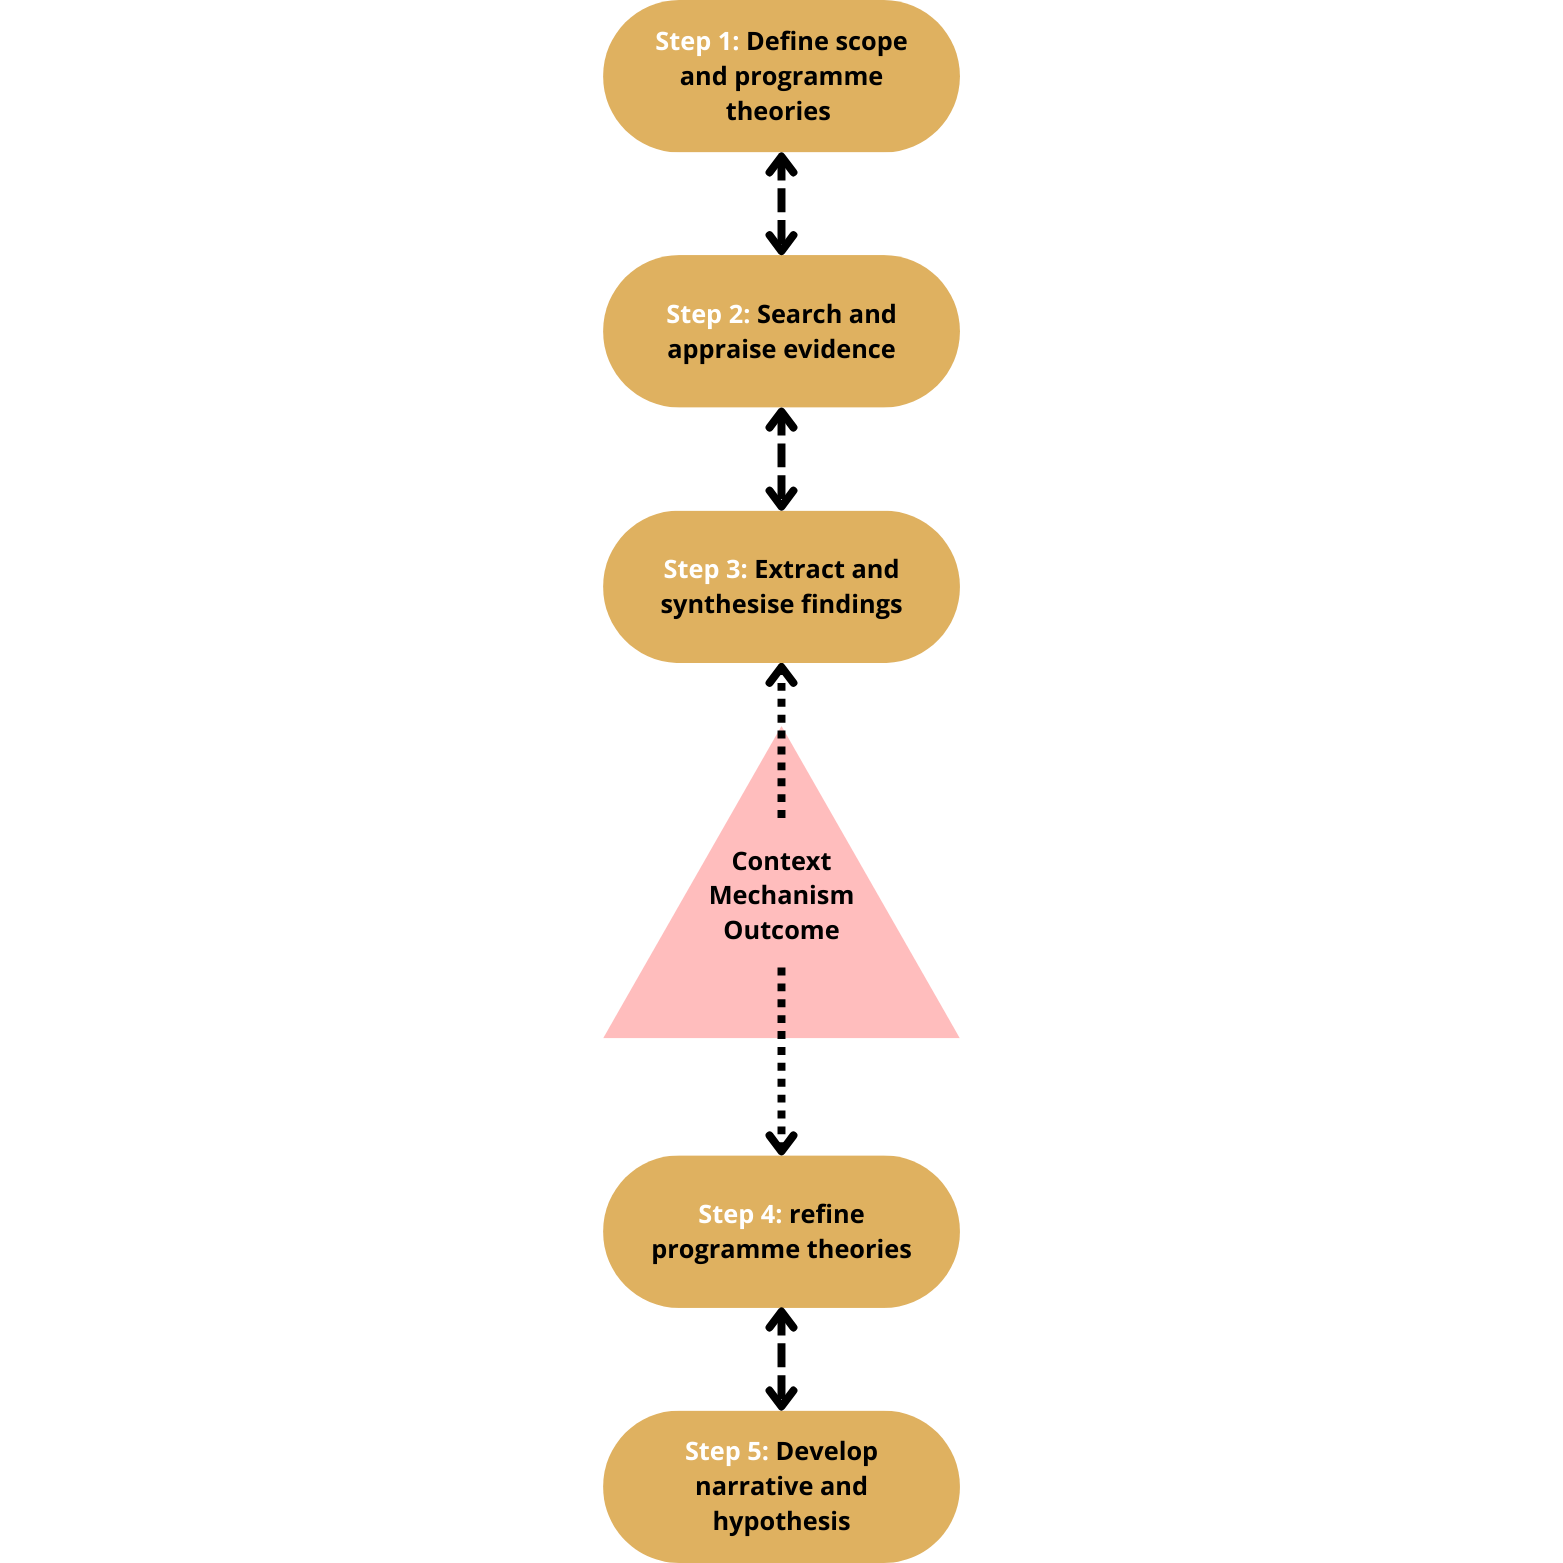 Step 1: Define scope
and programme
theories
Step 2: Search and
appraise evidence
Step 3: Extract and
synthesise findings
Context
Mechanism
Outcome
Step 4: refine
programme theories
Step 5: Develop
narrative and
hypothesis